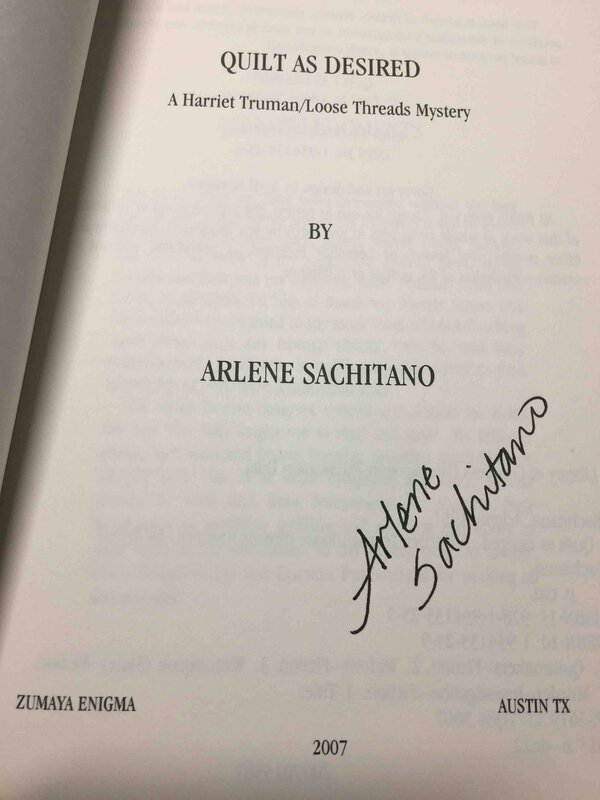 QUILT AS DESIRED
A Harriet Truman/Loose Threads Mystery
BY
ARLENE SACHITANO
Arlene
Sachitano
ZUMAYA ENIGMA
AUSTIN TX
2007